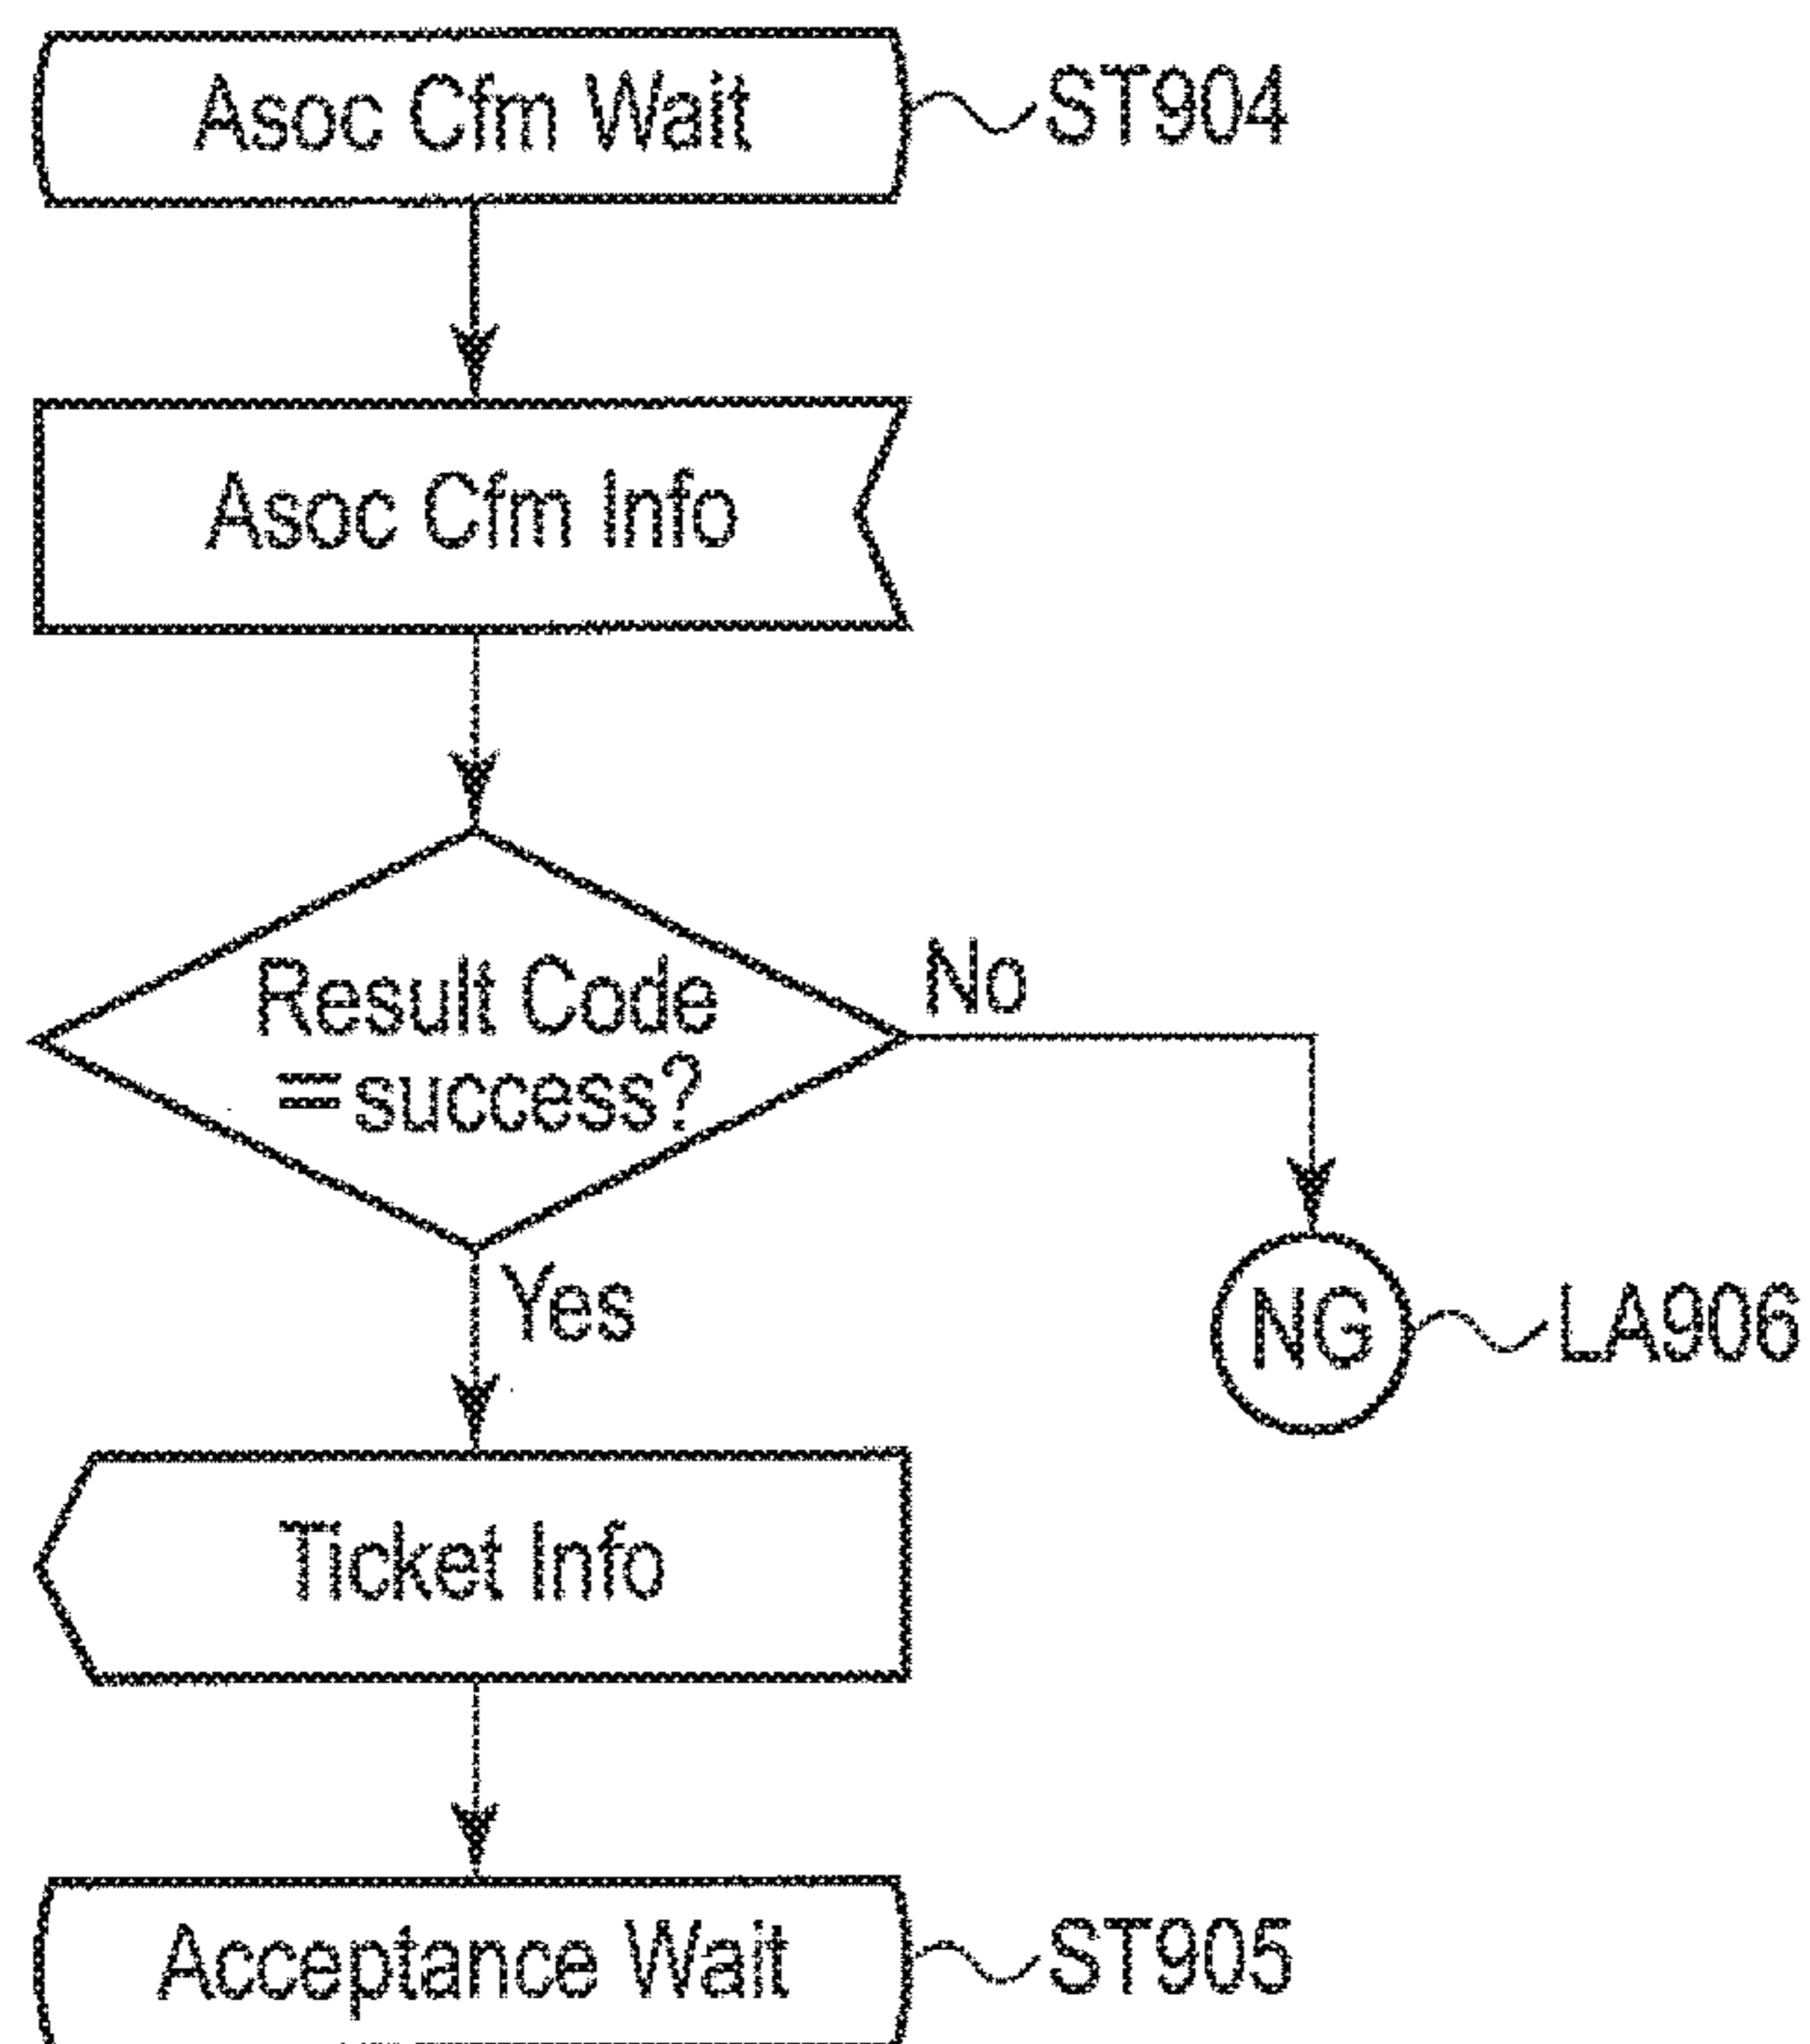 Asoc Cfm Wait ST904
Asoc Cfm Info
Result Code
=success?
No
Yes
NG LA906
Ticket Info
Acceptance Wait ST905